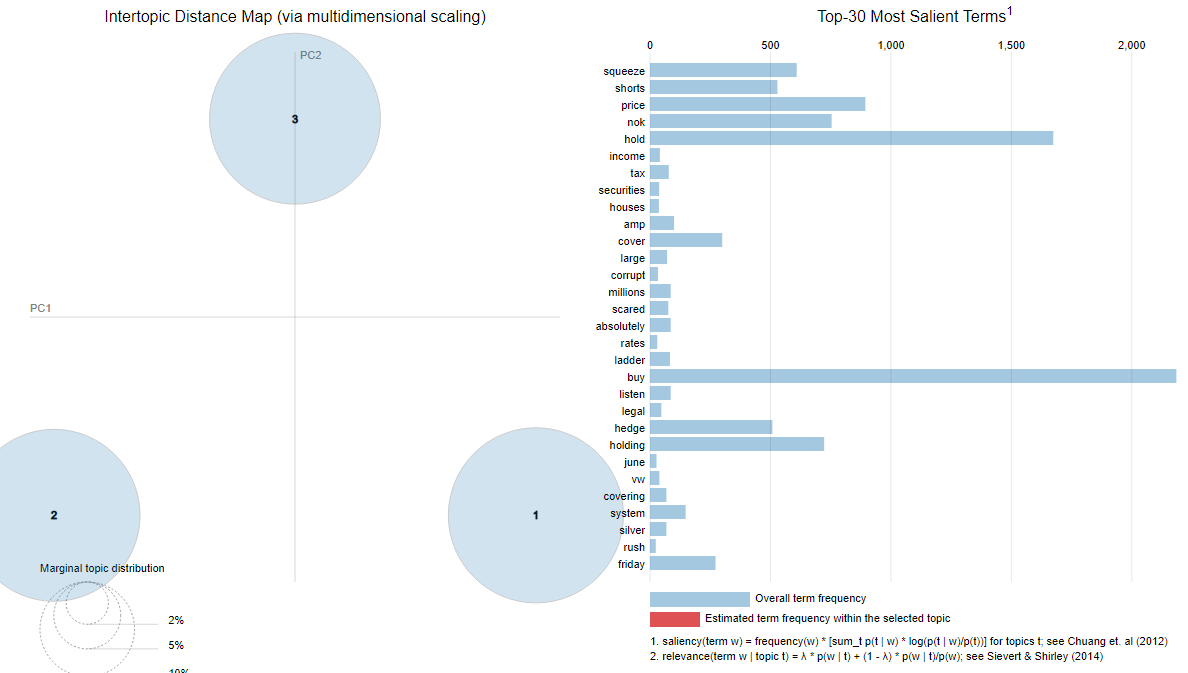 Intertopic Distance Map (via multidimensional scaling)
PC2
3
PC1
2
1
Marginal topic distribution
2%
5%
10%
Top-30 Most Salient Terms1
0 500 1,000 1,500 2,000
squeeze
shorts
price
nok
hold
income
tax
securities
houses
amp
cover
large
corrupt
millions
scared
absolutely
rates
ladder
buy
listen
legal
hedge
holding
june
vw
covering
system
silver
rush
friday
Overall term frequency
Estimated term frequency within the selected topic
1. saliency(term w) = frequency(w) * [sum_t p(t | w) * log(p(t | w)/p(t))] for topics t; see Chuang et. al (2012)
2. relevance(term w | topic t) = λ * p(w | t) + (1 - λ) * p(w | t)/p(w); see Sievert & Shirley (2014)